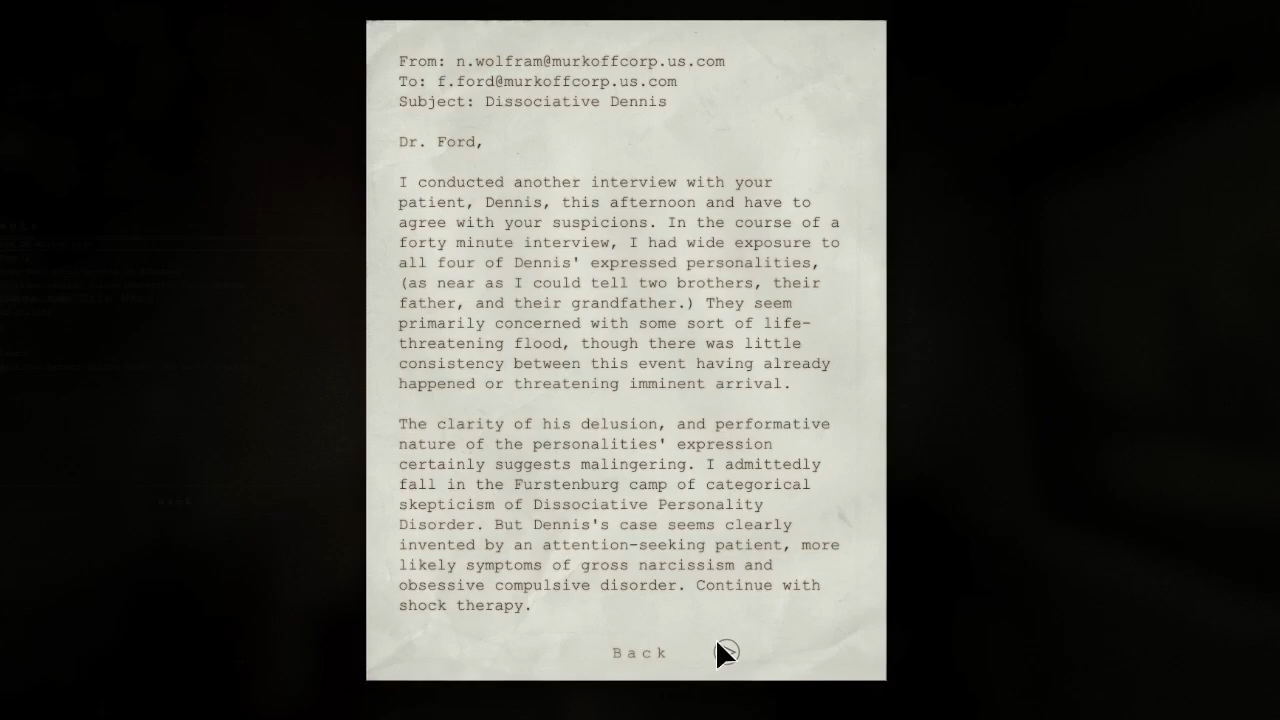 From: n.wolfram@murkoffcorp.us.com
To: f.ford@murkoffcorp.us.com
Subject: Dissociative Dennis
Dr. Ford,
I conducted another interview with your
patient, Dennis, this afternoon and have to
agree with your suspicions. In the course of a
forty minute interview, I had wide exposure to
all four of Dennis' expressed personalities,
(as near as I could tell two brothers, their
father, and their grandfather.) They seem
primarily concerned with some sort of life-
threatening flood, though there was little
consistency between this event having already
happened or threatening imminent arrival.
The clarity of his delusion, and performative
nature of the personalities' expression
certainly suggests malingering. I admittedly
fall in the Furstenburg camp of categorical
skepticism of Dissociative Personality
Disorder. But Dennis's case seems clearly
invented by an attention-seeking patient, more
likely symptoms of gross narcissism and
obsessive compulsive disorder. Continue with
shock therapy.
Back